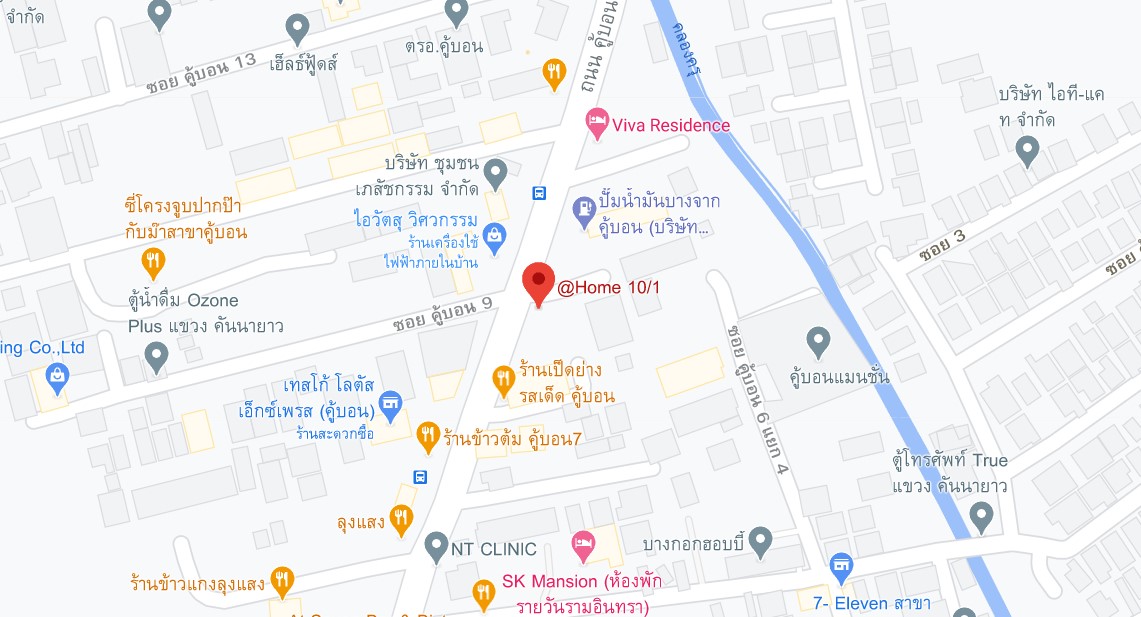 จำกัด
เฮ็ลธ์ฟู้ดส์
ตรอ.คู้บอน
ซอย คู้บอน 13
ถนน คู้บอน
คลองครุ
Viva Residence
บริษัท ไอที-แค
ท จำกัด
บริษัท ชุมชน
เภสัชกรรม จำกัด
ซี่โครงจูบปากป๊า
กับม๊าสาขาคู้บอน
ไอวัตสุ วิศวกรรม
ร้านเครื่องใช้
ไฟฟ้าภายในบ้าน
ปั๊มน้ำมันบางจาก
คู้บอน (บริษัท...
ซอย 3
ซอย
@Home 10/1
ตู้น้ำดื่ม Ozone
Plus แขวง คันนายาว
ซอย คู้บอน 9
ing Co.,Ltd
ร้านเป็ดย่าง
รสเด็ด คู้บอน
ซอย คู้บอน 6 แยก 4
คู้บอนแมนชั่น
เทสโก้ โลตัส
เอ็กซ์เพรส (คู้บอน)
ร้านสะดวกซื้อ
ร้านข้าวต้ม คู้บอน7
ตู้โทรศัพท์ True
แขวง คันนายาว
ลุงแสง
NT CLINIC
บางกอกฮอบบี้
ร้านข้าวแกงลุงแสง
SK Mansion (ห้องพัก
รายวันรามอินทรา)
7- Eleven สาขา